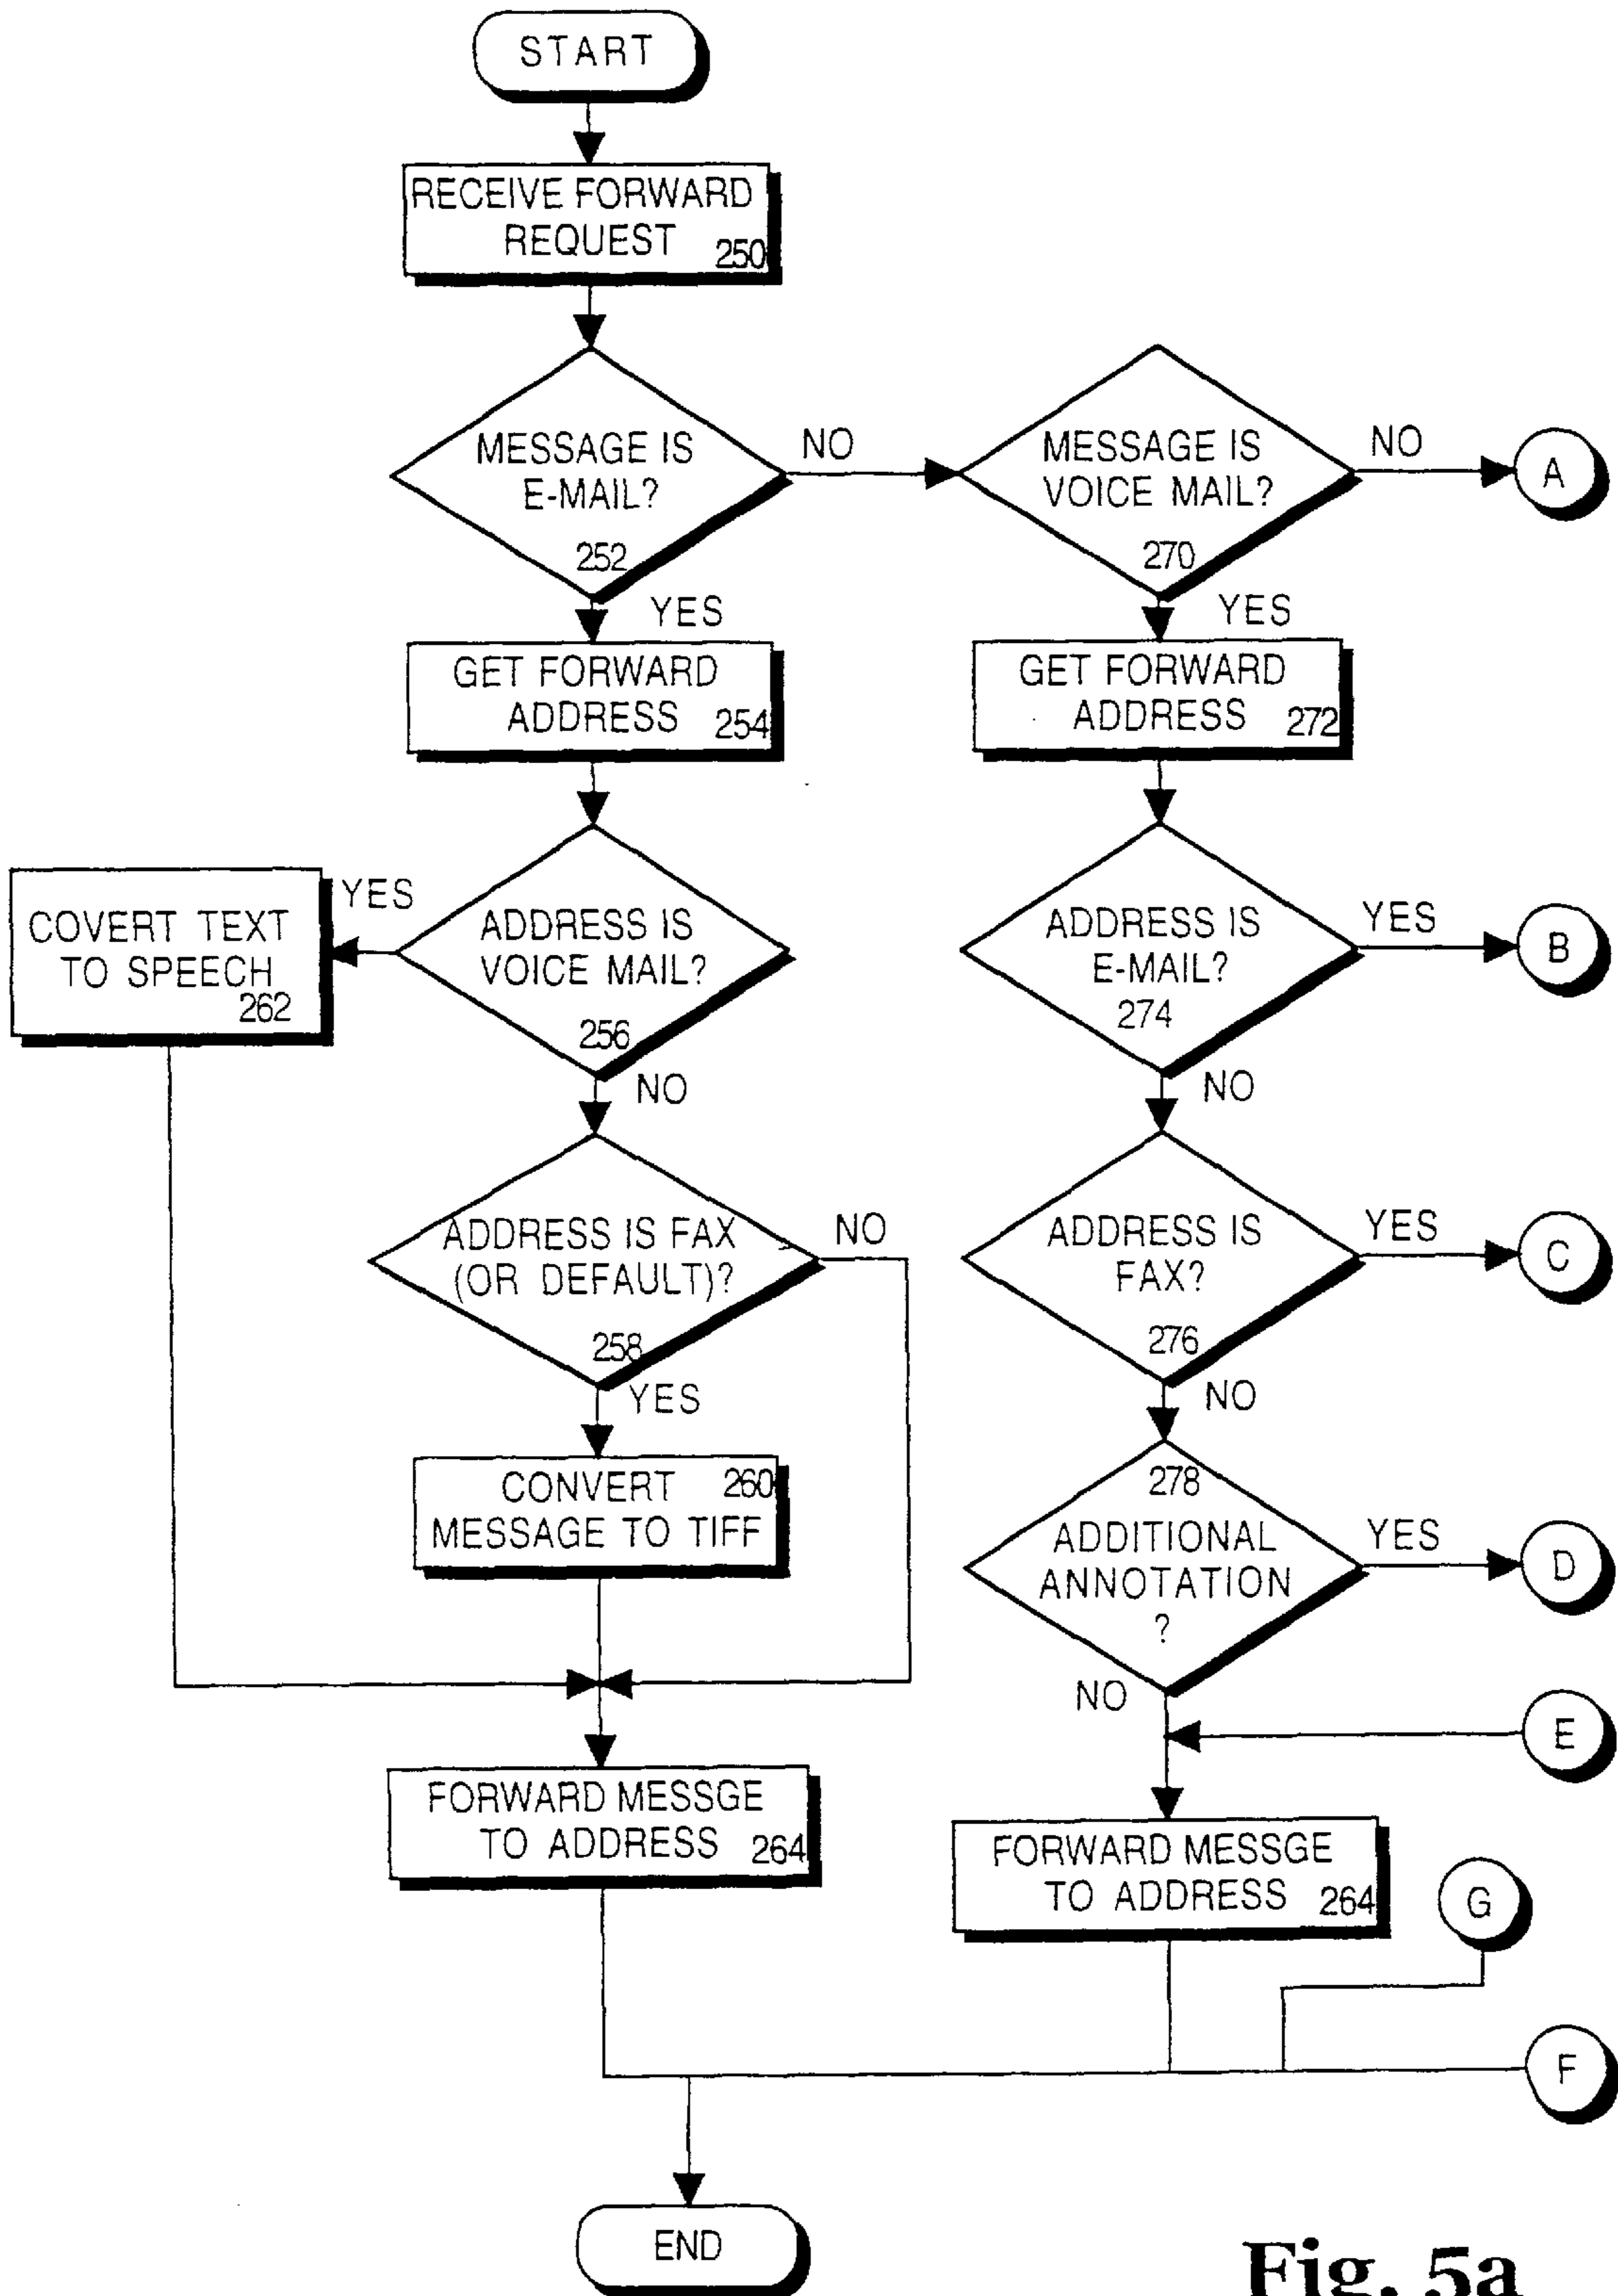 START
RECEIVE FORWARD
REQUEST 250
MESSAGE IS
E-MAIL?
252
NO
YES
MESSAGE IS
VOICE MAIL?
270
NO
A
YES
GET FORWARD
ADDRESS 254
GET FORWARD
ADDRESS 272
COVERT TEXT
TO SPEECH
262
YES
ADDRESS IS
VOICE MAIL?
256
NO
ADDRESS IS
E-MAIL?
274
YES
B
NO
ADDRESS IS FAX
(OR DEFAULT)?
258
NO
YES
ADDRESS IS
FAX?
276
YES
C
NO
CONVERT 260
MESSAGE TO TIFF
278
ADDITIONAL
ANNOTATION
?
YES
D
NO
E
FORWARD MESSGE
TO ADDRESS 264
FORWARD MESSGE
TO ADDRESS 264
G
F
END
Fig. 5a